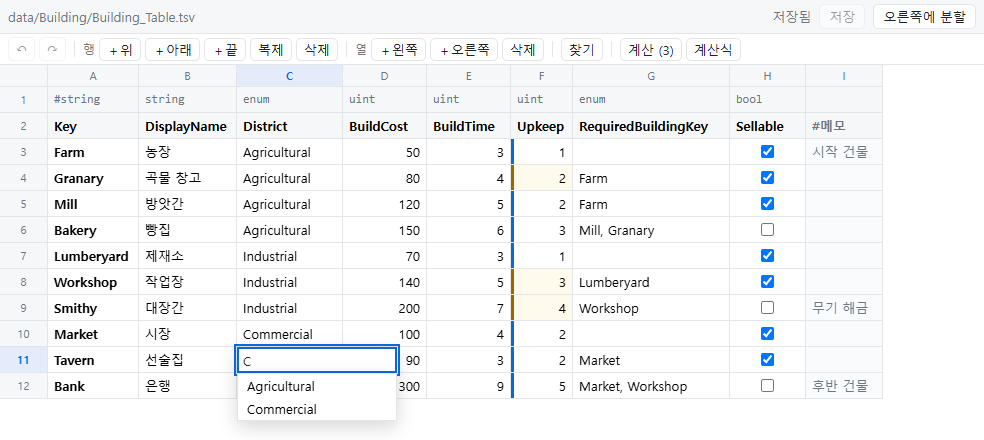 data/Building/Building_Table.tsv 저장됨 저장 오른쪽에 분할
↶ ↷ 행 + 위 + 아래 + 끝 복제 삭제 열 + 왼쪽 + 오른쪽 삭제 찾기 계산 (3) 계산식
A B C D E F G H I
1 #string string enum uint uint uint enum bool
2 Key DisplayName District BuildCost BuildTime Upkeep RequiredBuildingKey Sellable #메모
3 Farm 농장 Agricultural 50 3 1 시작 건물
4 Granary 곡물 창고 Agricultural 80 4 2 Farm
5 Mill 방앗간 Agricultural 120 5 2 Farm
6 Bakery 빵집 Agricultural 150 6 3 Mill, Granary
7 Lumberyard 제재소 Industrial 70 3 1
8 Workshop 작업장 Industrial 140 5 3 Lumberyard
9 Smithy 대장간 Industrial 200 7 4 Workshop 무기 해금
10 Market 시장 Commercial 100 4 2
11 Tavern 선술집 C 90 3 2 Market
12 Bank 은행 300 9 5 Market, Workshop 후반 건물
Agricultural
Commercial